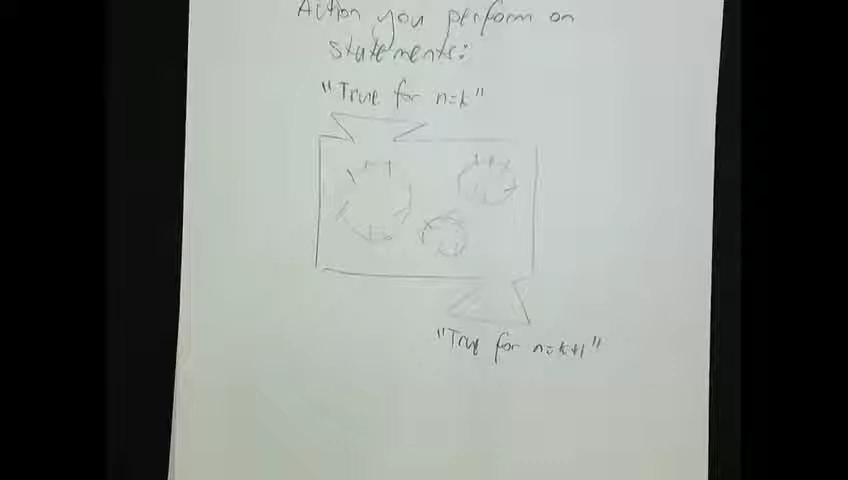 Action you perform on
statements:
"True for n=k"
"True for n=k+1"